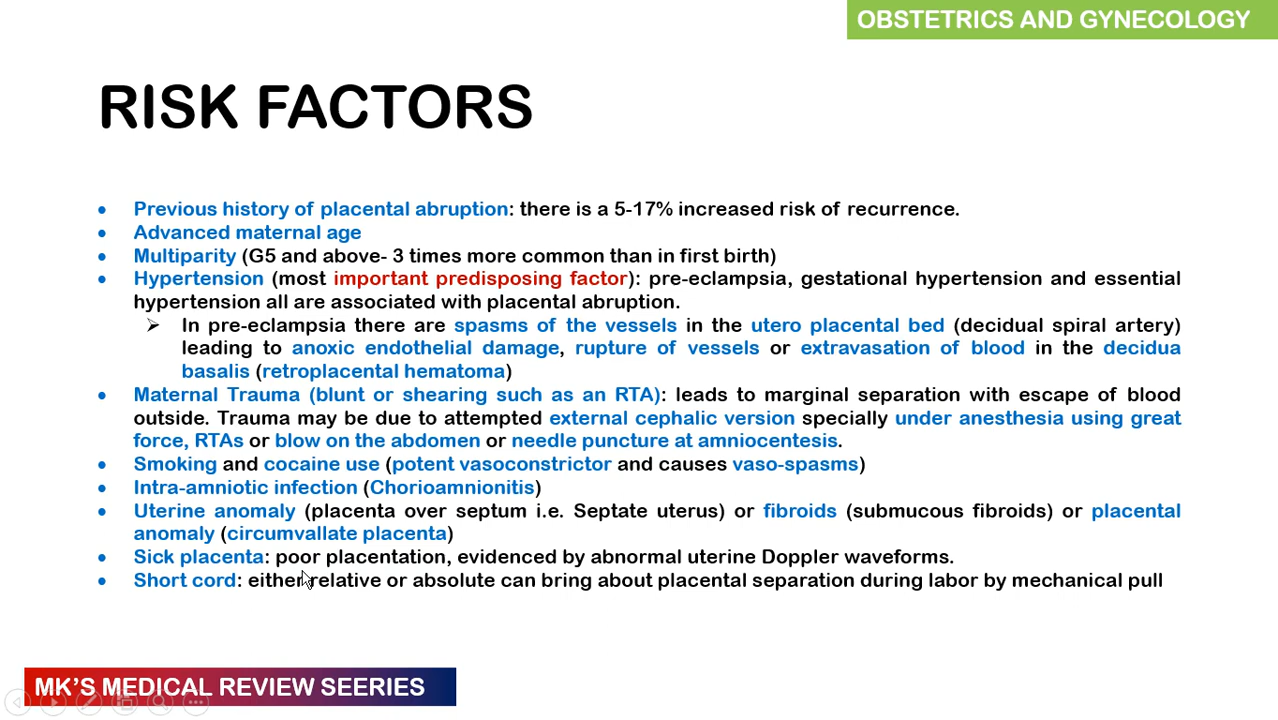 OBSTETRICS AND GYNECOLOGY
RISK FACTORS
• Previous history of placental abruption: there is a 5-17% increased risk of recurrence.
• Advanced maternal age
• Multiparity (G5 and above- 3 times more common than in first birth)
• Hypertension (most important predisposing factor): pre-eclampsia, gestational hypertension and essential
hypertension all are associated with placental abruption.
➢ In pre-eclampsia there are spasms of the vessels in the utero placental bed (decidual spiral artery)
leading to anoxic endothelial damage, rupture of vessels or extravasation of blood in the decidua
basalis (retroplacental hematoma)
• Maternal Trauma (blunt or shearing such as an RTA): leads to marginal separation with escape of blood
outside. Trauma may be due to attempted external cephalic version specially under anesthesia using great
force, RTAs or blow on the abdomen or needle puncture at amniocentesis.
• Smoking and cocaine use (potent vasoconstrictor and causes vaso-spasms)
• Intra-amniotic infection (Chorioamnionitis)
• Uterine anomaly (placenta over septum i.e. Septate uterus) or fibroids (submucous fibroids) or placental
anomaly (circumvallate placenta)
• Sick placenta: poor placentation, evidenced by abnormal uterine Doppler waveforms.
• Short cord: either relative or absolute can bring about placental separation during labor by mechanical pull
MK'S MEDICAL REVIEW SEERIES